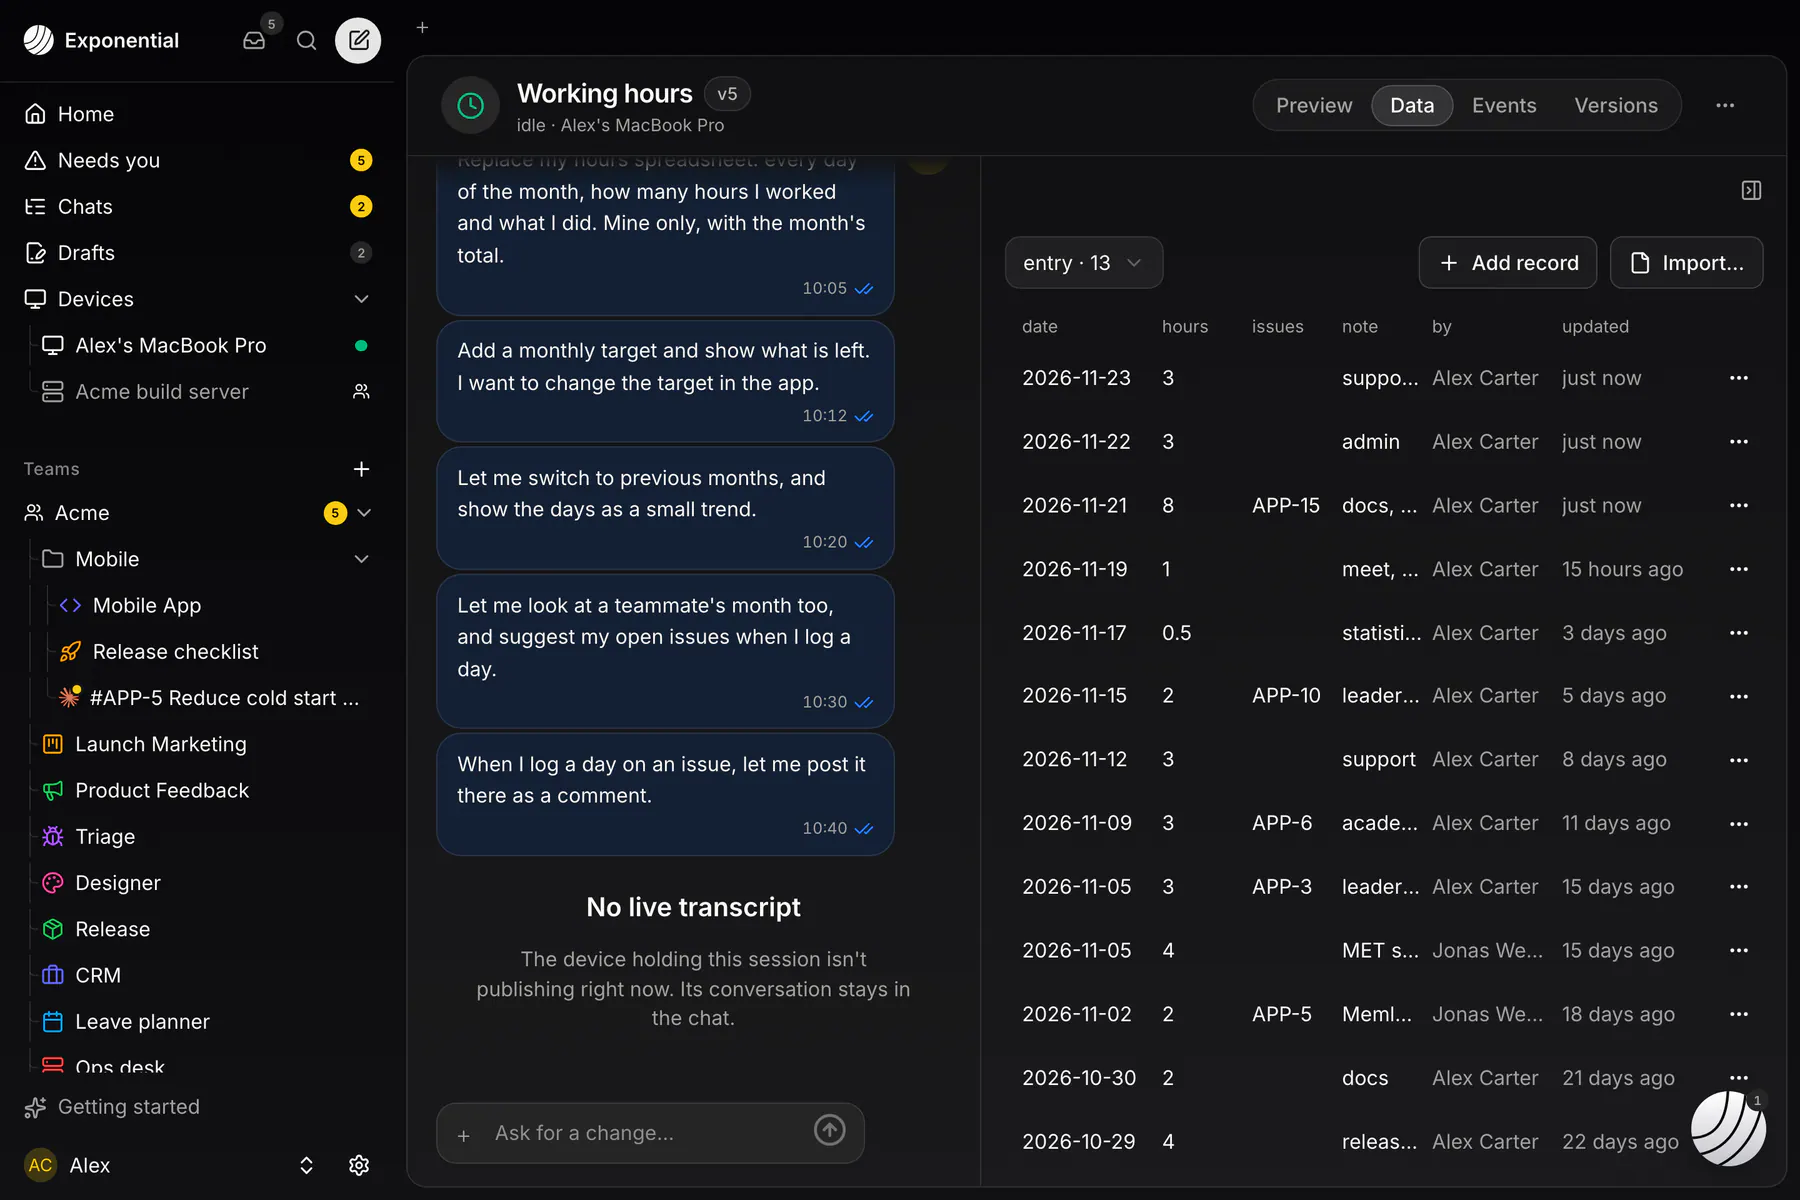 Exponential
5
Home
Needs you
5
Chats
2
Drafts
2
Devices
Alex's MacBook Pro
Acme build server
Teams
Acme
5
Mobile
Mobile App
Release checklist
#APP-5 Reduce cold start ...
Launch Marketing
Product Feedback
Triage
Designer
Release
CRM
Leave planner
Ops desk
Getting started
AC
Alex
Working hours
v5
idle · Alex's MacBook Pro
Preview
Data
Events
Versions
Replace my hours spreadsheet: every day
of the month, how many hours I worked
and what I did. Mine only, with the month's
total.
10:05
Add a monthly target and show what is left.
I want to change the target in the app.
10:12
Let me switch to previous months, and
show the days as a small trend.
10:20
Let me look at a teammate's month too,
and suggest my open issues when I log a
day.
10:30
When I log a day on an issue, let me post it
there as a comment.
10:40
No live transcript
The device holding this session isn't
publishing right now. Its conversation stays in
the chat.
Ask for a change...
entry · 13
Add record
Import...
date hours issues note by updated
2026-11-23 3 suppo... Alex Carter just now
2026-11-22 3 admin Alex Carter just now
2026-11-21 8 APP-15 docs, ... Alex Carter just now
2026-11-19 1 meet, ... Alex Carter 15 hours ago
2026-11-17 0.5 statisti... Alex Carter 3 days ago
2026-11-15 2 APP-10 leader... Alex Carter 5 days ago
2026-11-12 3 support Alex Carter 8 days ago
2026-11-09 3 APP-6 acade... Alex Carter 11 days ago
2026-11-05 3 APP-3 leader... Alex Carter 15 days ago
2026-11-05 4 MET s... Jonas We... 15 days ago
2026-11-02 2 APP-5 Meml... Jonas We... 18 days ago
2026-10-30 2 docs Alex Carter 21 days ago
2026-10-29 4 releas... Alex Carter 22 days ago
1